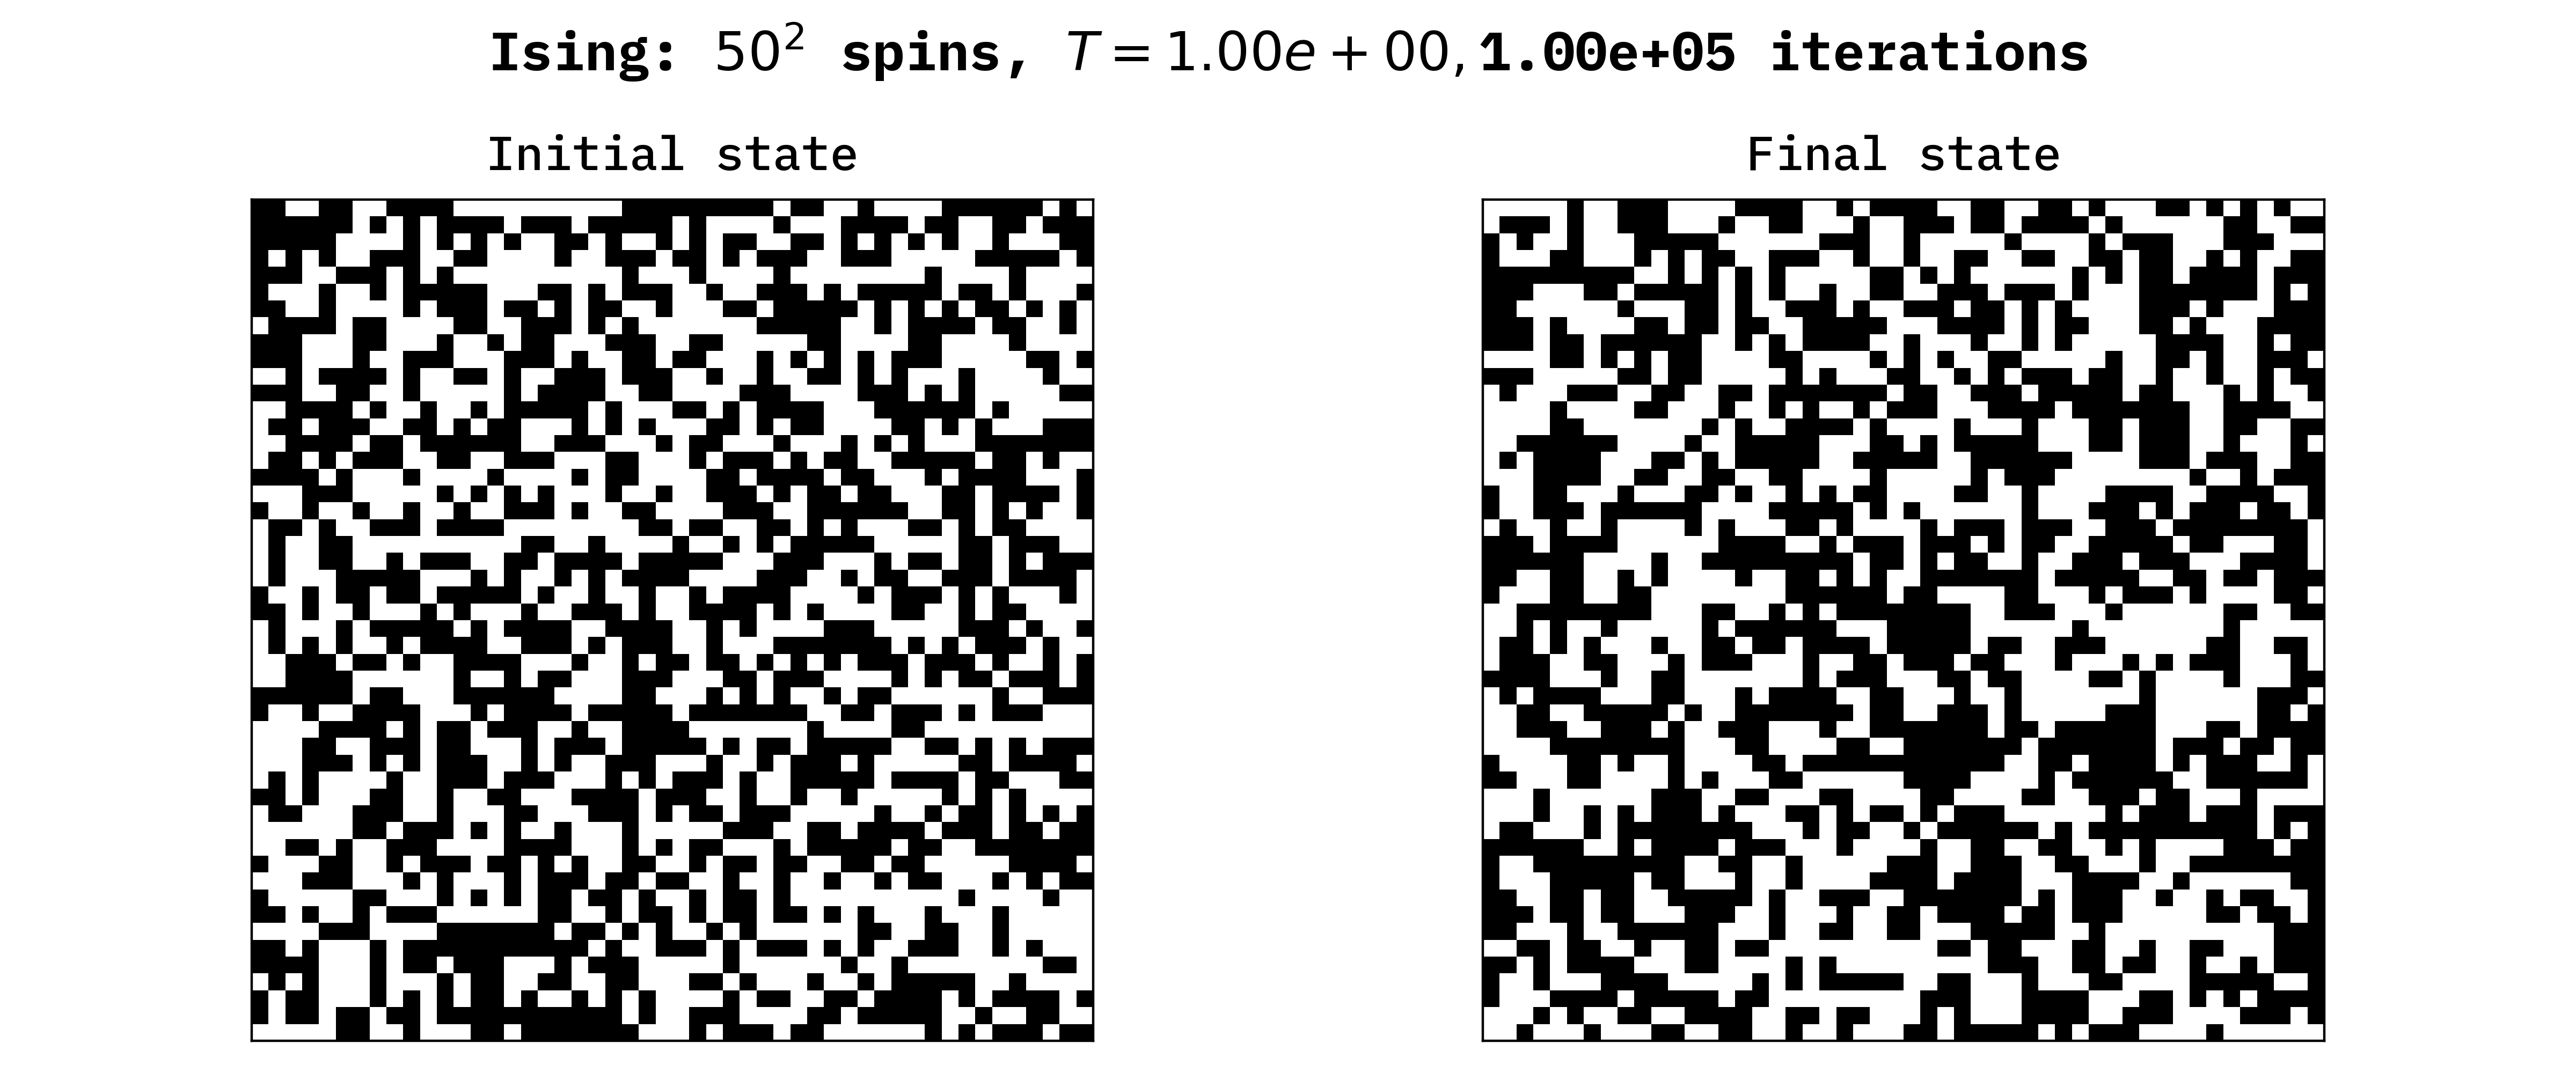 Ising: 50² spins, T = 1.00e + 00, 1.00e+05 iterations
Initial state
Final state